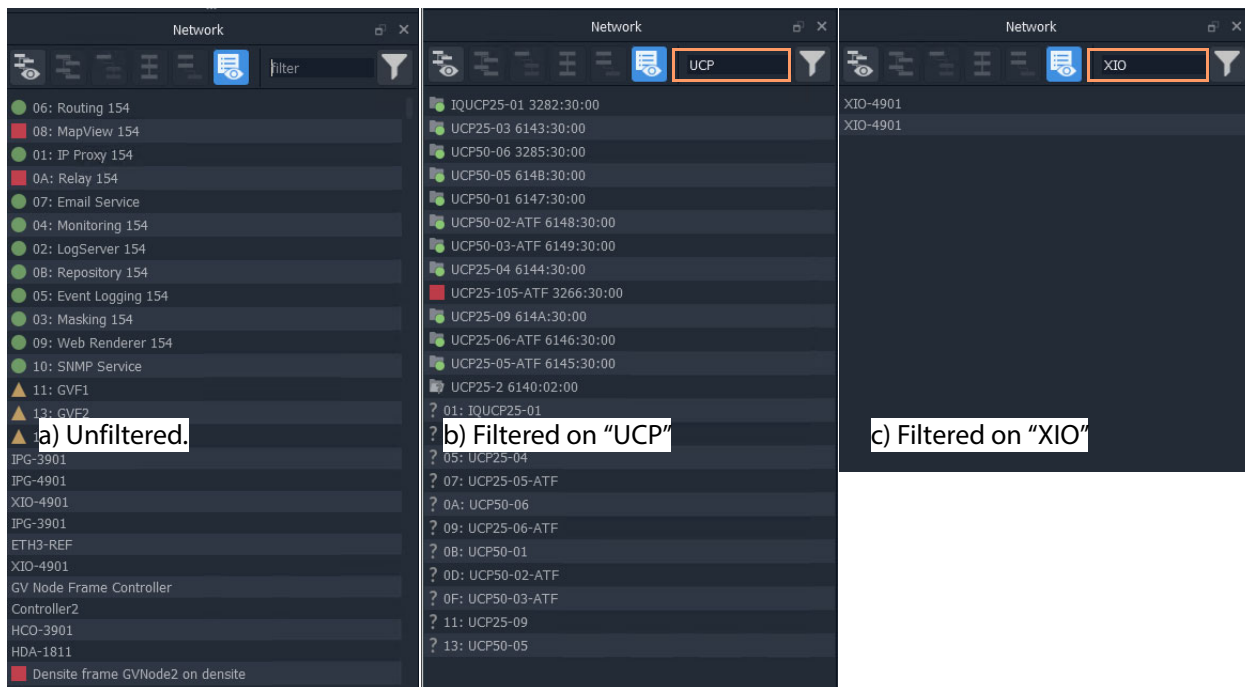 Network
filter
06: Routing 154
08: MapView 154
01: IP Proxy 154
0A: Relay 154
07: Email Service
04: Monitoring 154
02: LogServer 154
0B: Repository 154
05: Event Logging 154
03: Masking 154
09: Web Renderer 154
10: SNMP Service
11: GVF1
13: GVF2
a) Unfiltered.
IPG-3901
IPG-4901
XIO-4901
IPG-3901
ETH3-REF
XIO-4901
GV Node Frame Controller
Controller2
HCO-3901
HDA-1811
Densite frame GVNode2 on densite
Network
UCP
IQUCP25-01 3282:30:00
UCP25-03 6143:30:00
UCP50-06 3285:30:00
UCP50-05 614B:30:00
UCP50-01 6147:30:00
UCP50-02-ATF 6148:30:00
UCP50-03-ATF 6149:30:00
UCP25-04 6144:30:00
UCP25-105-ATF 3266:30:00
UCP25-09 614A:30:00
UCP25-06-ATF 6146:30:00
UCP25-05-ATF 6145:30:00
UCP25-2 6140:02:00
? 01: IQUCP25-01
?
b) Filtered on “UCP”
? 05: UCP25-04
? 07: UCP25-05-ATF
? 0A: UCP50-06
? 09: UCP25-06-ATF
? 0B: UCP50-01
? 0D: UCP50-02-ATF
? 0F: UCP50-03-ATF
? 11: UCP25-09
? 13: UCP50-05
Network
XIO
XIO-4901
XIO-4901
c) Filtered on “XIO”